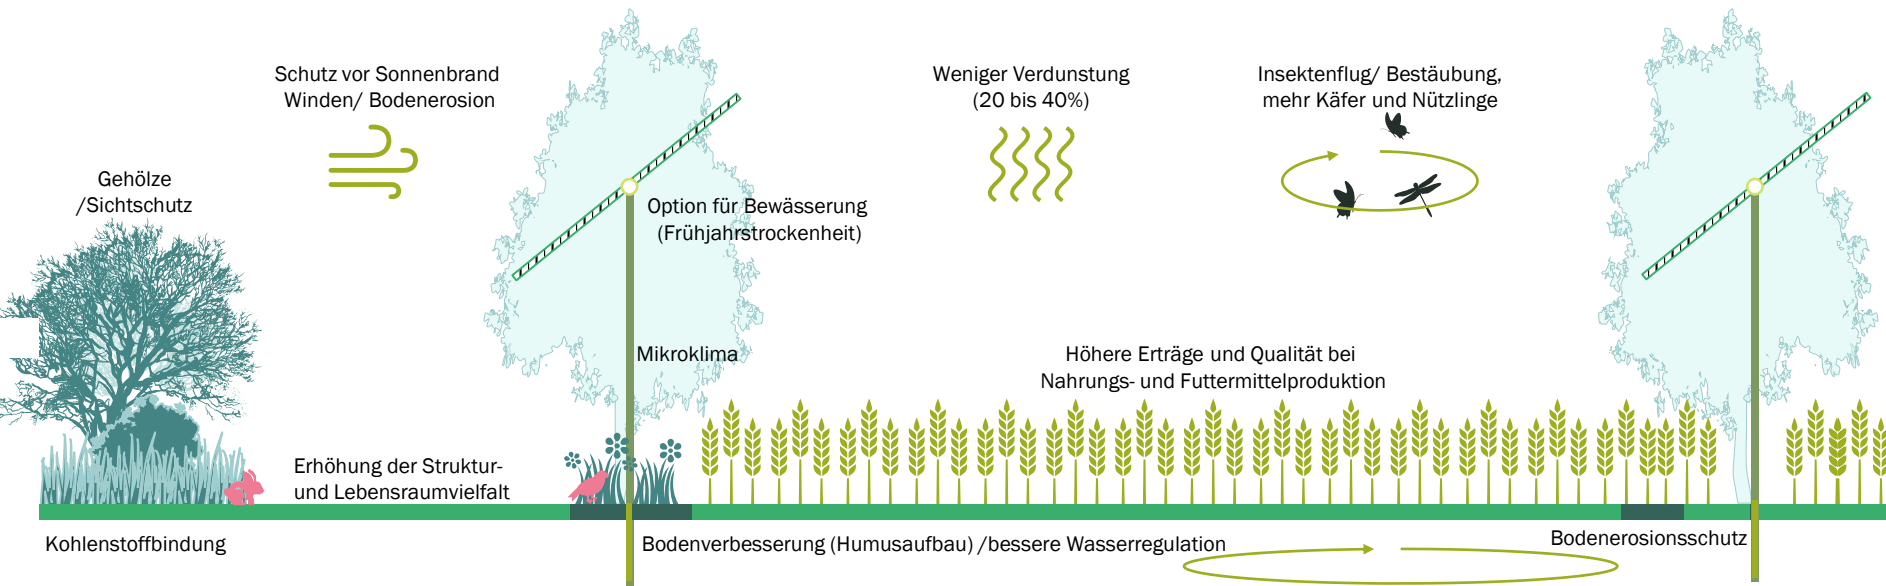 Schutz vor Sonnenbrand
Winden/ Bodenerosion
Weniger Verdunstung
(20 bis 40%)
Insektenflug/ Bestäubung,
mehr Käfer und Nützlinge
Gehölze
/Sichtschutz
Option für Bewässerung
(Frühjahrstrockenheit)
Mikroklima
Höhere Erträge und Qualität bei
Nahrungs- und Futtermittelproduktion
Erhöhung der Struktur-
und Lebensraumvielfalt
Kohlenstoffbindung
Bodenverbesserung (Humusaufbau) /bessere Wasserregulation
Bodenerosionsschutz